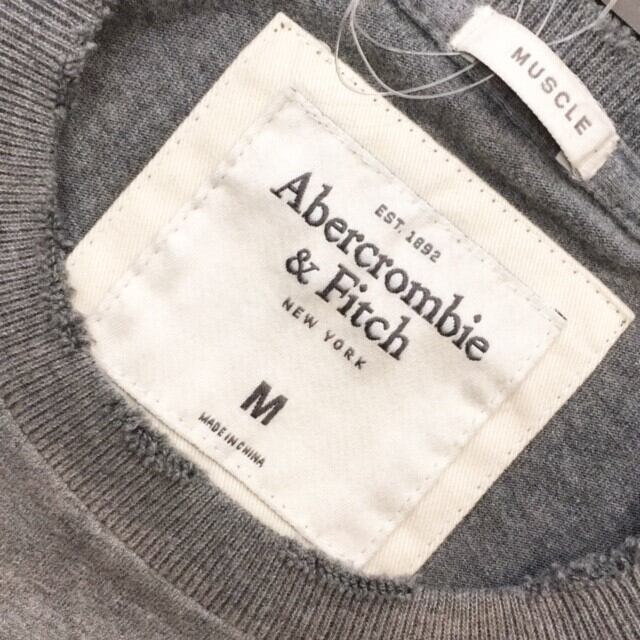 MUSCLE
EST. 1892
Abercrombie
& Fitch
NEW YORK
M
MADE IN CHINA